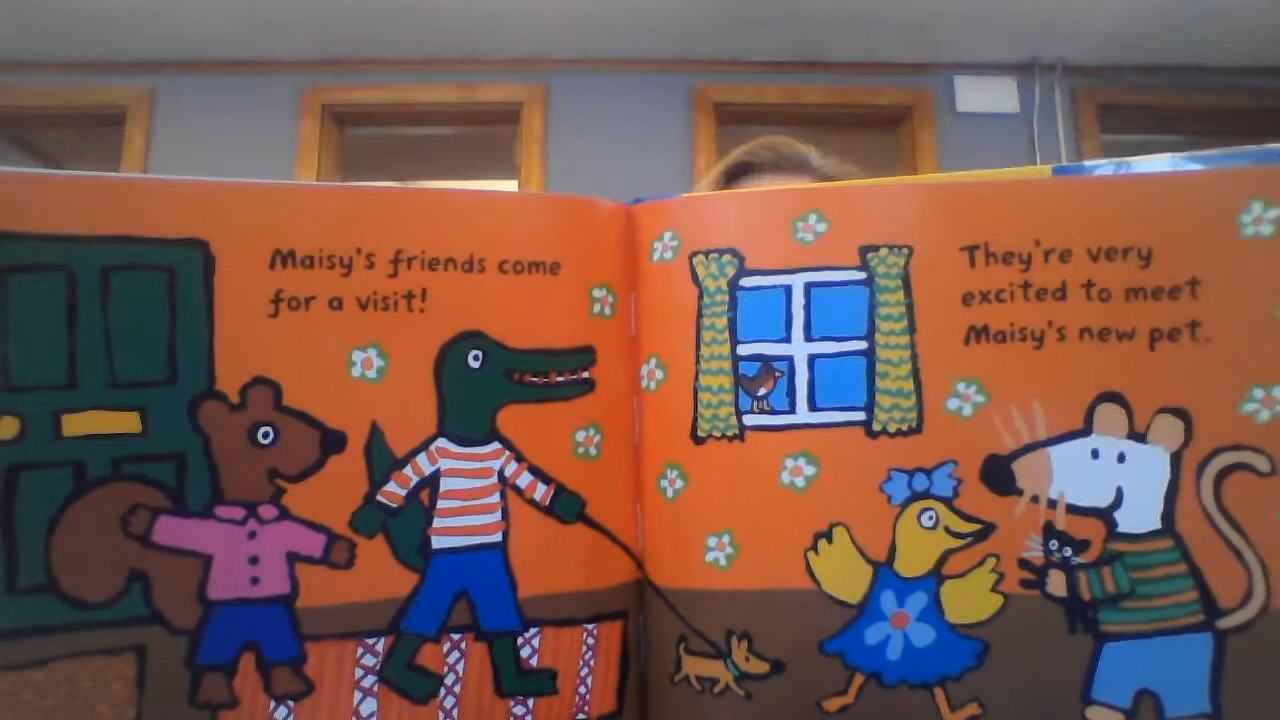 Maisy's friends come
for a visit!
They're very
excited to meet
Maisy's new pet.